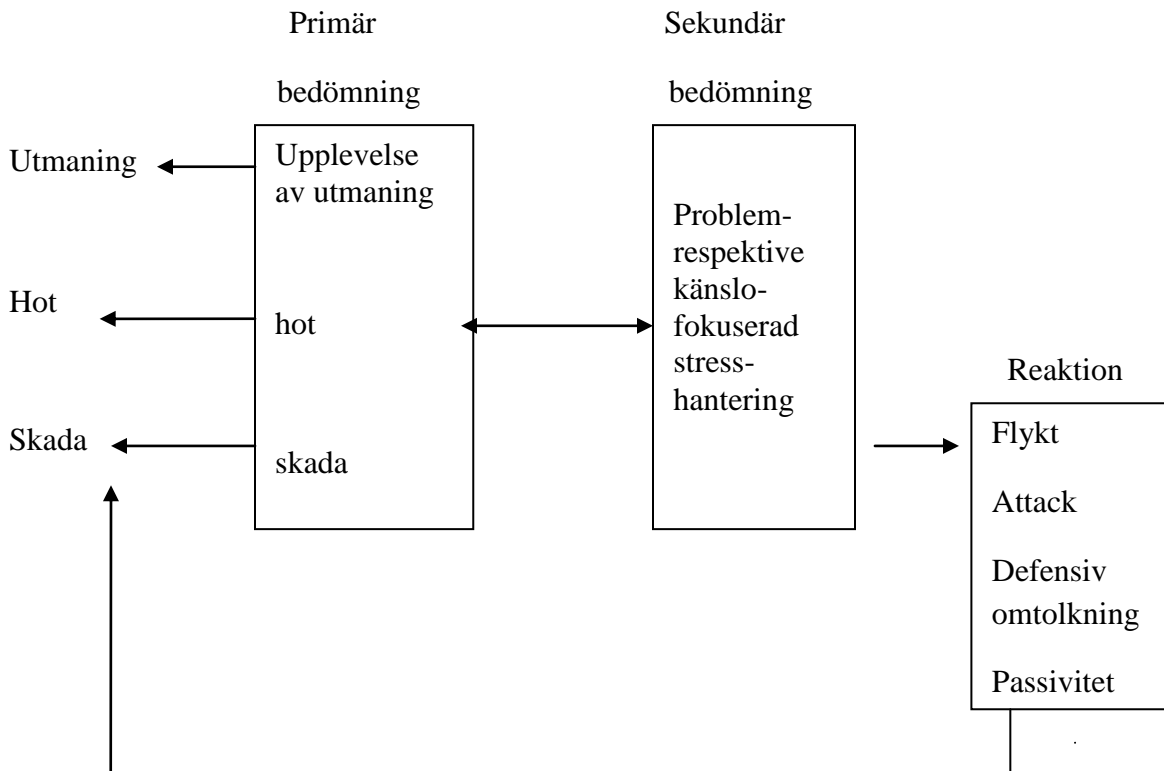 Primär
bedömning
Sekundär
bedömning
Utmaning
Hot
Skada
Upplevelse
av utmaning
hot
skada
Problem-
respektive
känslo-
fokuserad
stress-
hantering
Reaktion
Flykt
Attack
Defensiv
omtolkning
Passivitet